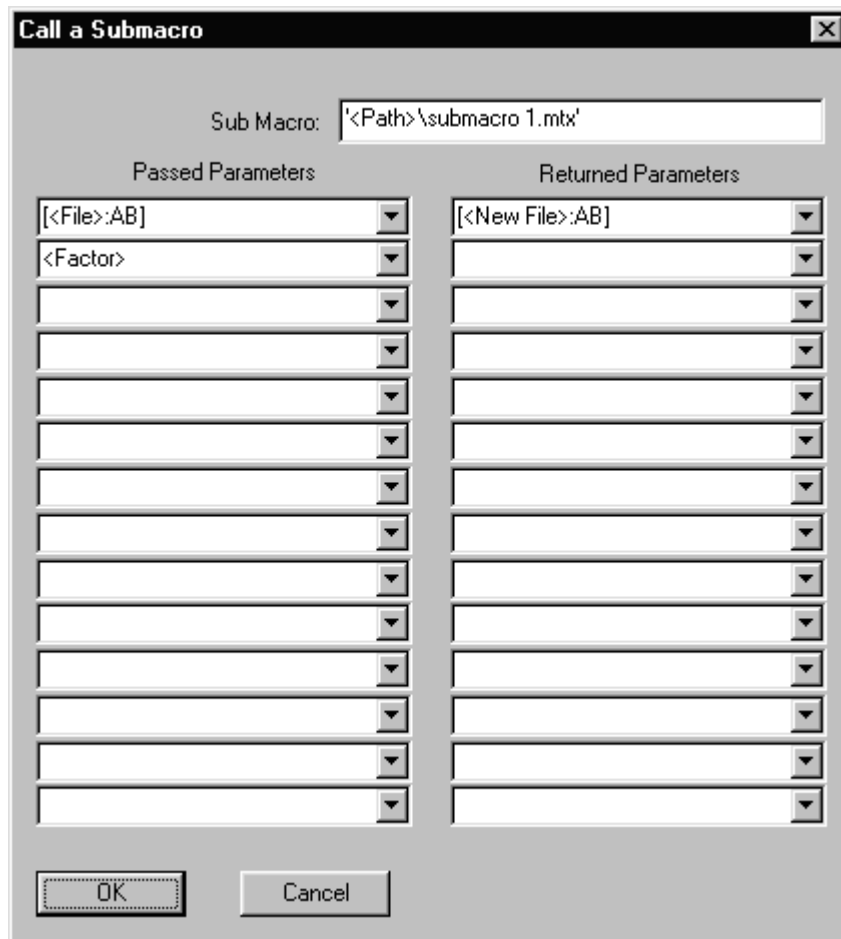 Call a Submacro
Sub Macro: '<Path>\submacro 1.mtx'
Passed Parameters Returned Parameters
[<File>:AB] [<New File>:AB]
<Factor>
OK Cancel